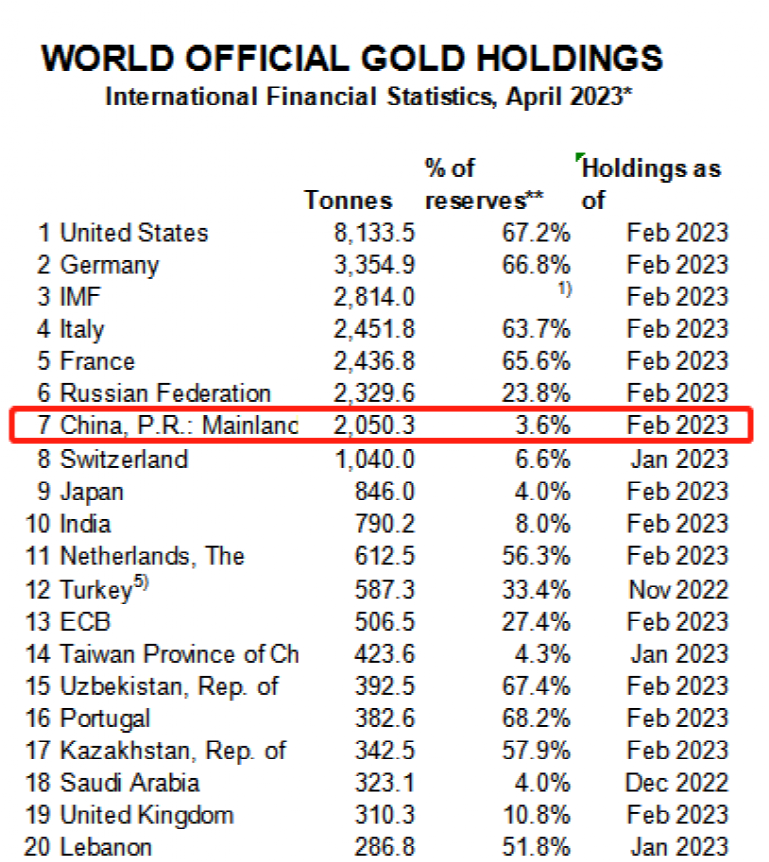 WORLD OFFICIAL GOLD HOLDINGS
International Financial Statistics, April 2023*
% of Holdings as
Tonnes reserves** of
1 United States 8,133.5 67.2% Feb 2023
2 Germany 3,354.9 66.8% Feb 2023
3 IMF 2,814.0 1) Feb 2023
4 Italy 2,451.8 63.7% Feb 2023
5 France 2,436.8 65.6% Feb 2023
6 Russian Federation 2,329.6 23.8% Feb 2023
7 China, P.R.: Mainlanc 2,050.3 3.6% Feb 2023
8 Switzerland 1,040.0 6.6% Jan 2023
9 Japan 846.0 4.0% Feb 2023
10 India 790.2 8.0% Feb 2023
11 Netherlands, The 612.5 56.3% Feb 2023
12 Turkey5) 587.3 33.4% Nov 2022
13 ECB 506.5 27.4% Feb 2023
14 Taiwan Province of Ch 423.6 4.3% Jan 2023
15 Uzbekistan, Rep. of 392.5 67.4% Feb 2023
16 Portugal 382.6 68.2% Feb 2023
17 Kazakhstan, Rep. of 342.5 57.9% Feb 2023
18 Saudi Arabia 323.1 4.0% Dec 2022
19 United Kingdom 310.3 10.8% Feb 2023
20 Lebanon 286.8 51.8% Jan 2023